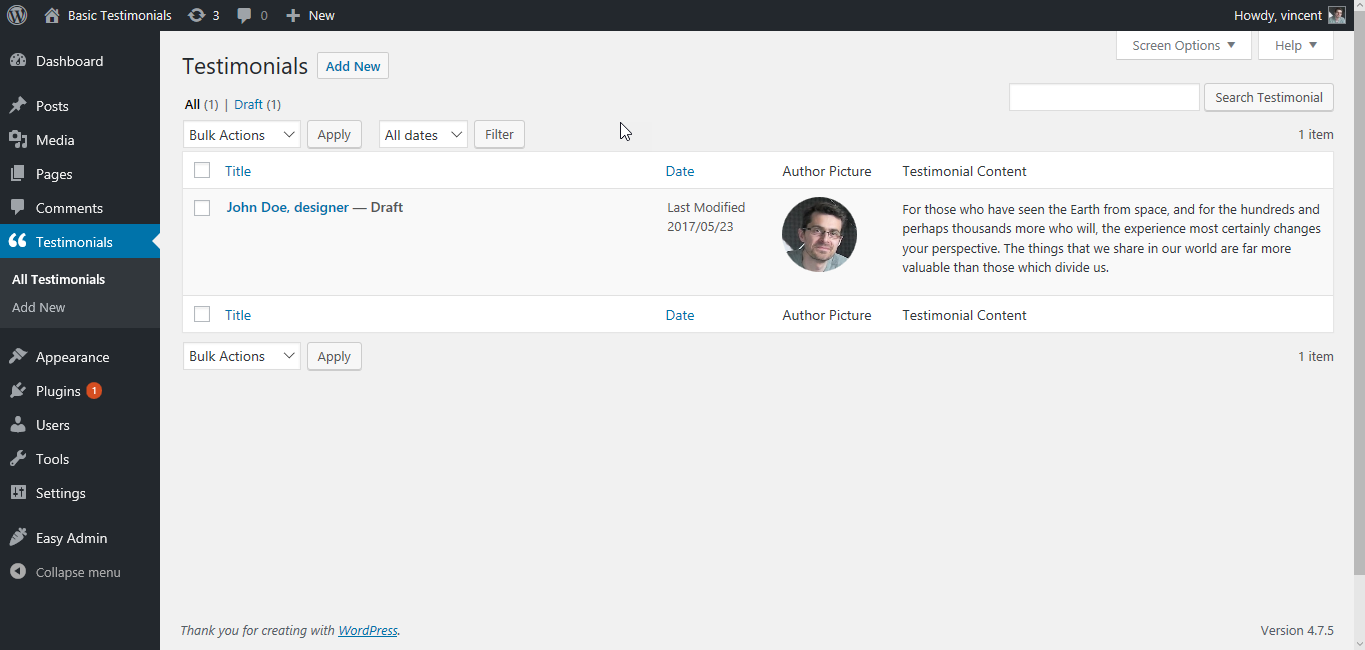 Basic Testimonials 3 0 New Howdy, vincent
Dashboard
Posts
Media
Pages
Comments
Testimonials
All Testimonials
Add New
Appearance
Plugins 1
Users
Tools
Settings
Easy Admin
Collapse menu
Screen Options Help
Testimonials Add New
All (1) | Draft (1)
Search Testimonial
Bulk Actions Apply All dates Filter 1 item
Title Date Author Picture Testimonial Content
John Doe, designer — Draft
Last Modified
2017/05/23
For those who have seen the Earth from space, and for the hundreds and
perhaps thousands more who will, the experience most certainly changes
your perspective. The things that we share in our world are far more
valuable than those which divide us.
Title Date Author Picture Testimonial Content
Bulk Actions Apply 1 item
Thank you for creating with WordPress. Version 4.7.5